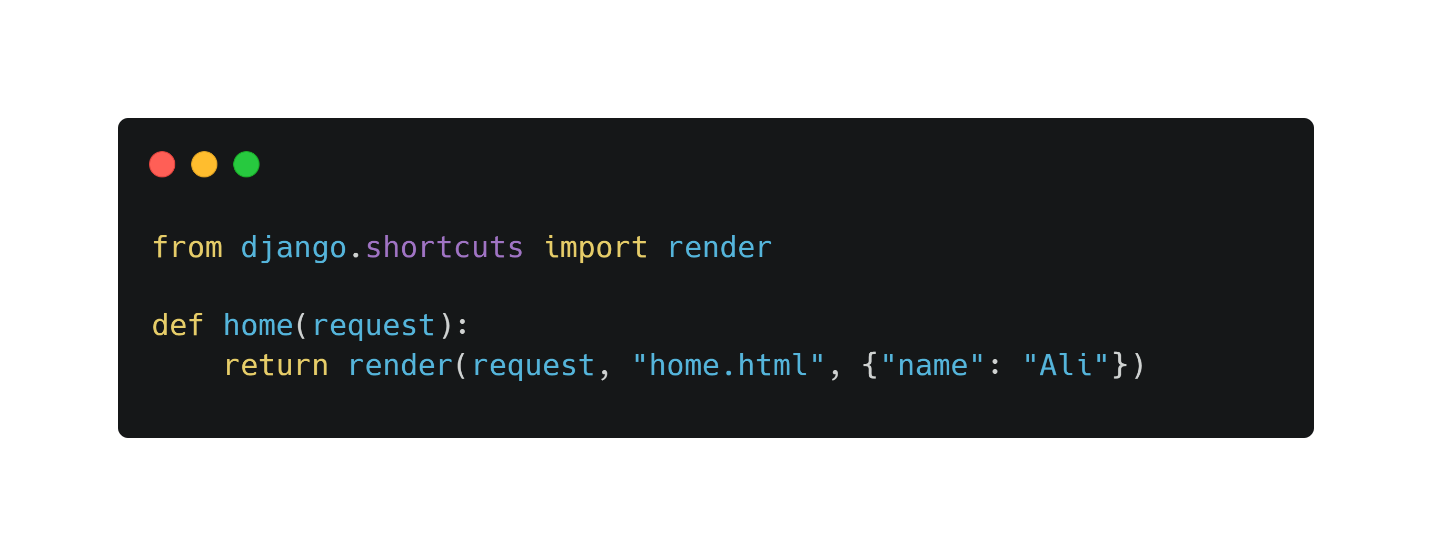 from django.shortcuts import render

def home(request):
    return render(request, "home.html", {"name": "Ali"})